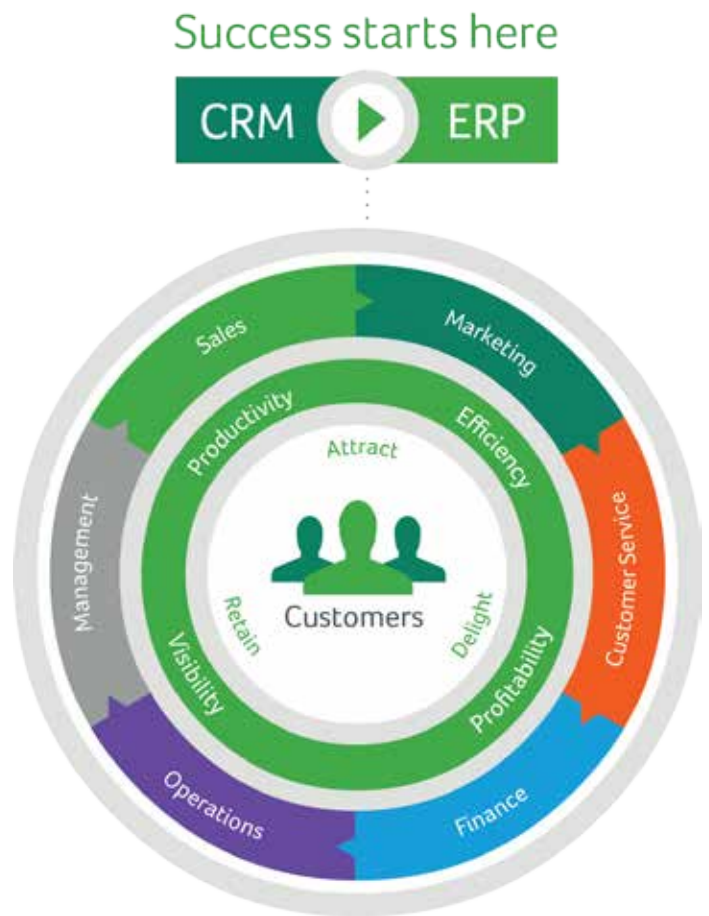 Success starts here
CRM
ERP
Sales
Marketing
Customer Service
Finance
Operations
Management
Productivity
Efficiency
Profitability
Visibility
Attract
Delight
Retain
Customers